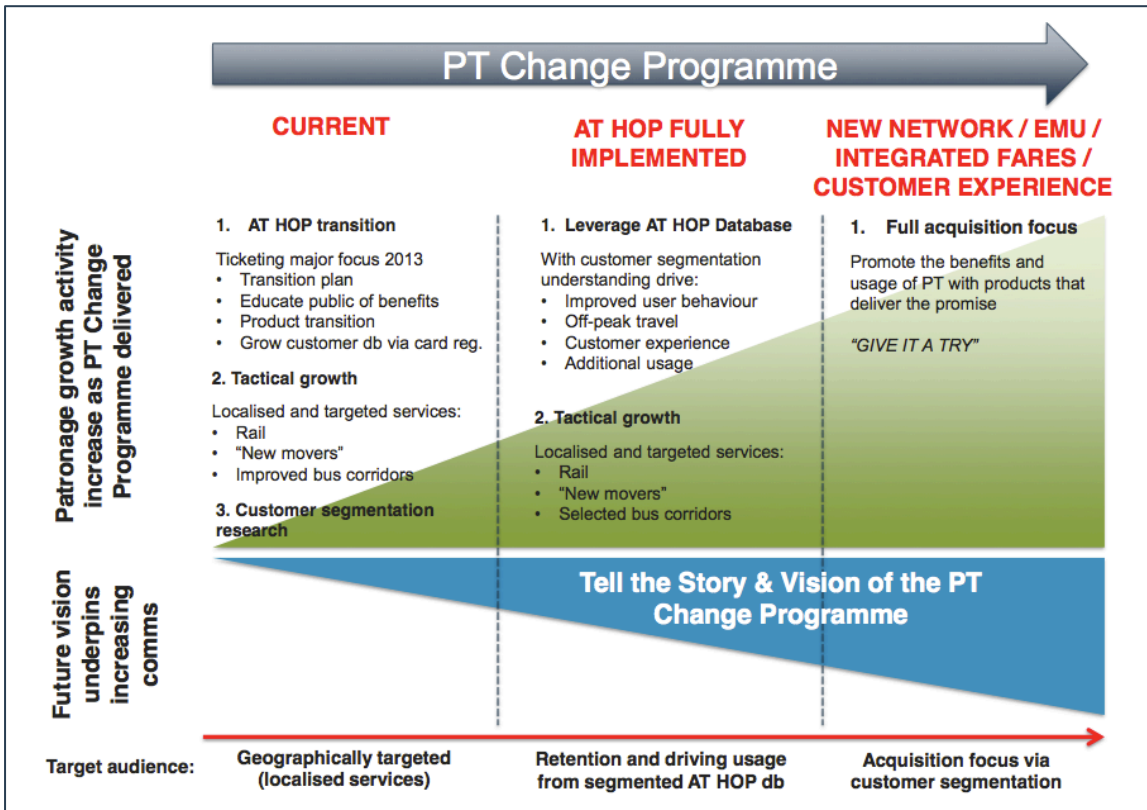 PT Change Programme
CURRENT
AT HOP FULLY
IMPLEMENTED
NEW NETWORK / EMU /
INTEGRATED FARES /
CUSTOMER EXPERIENCE
Patronage growth activity
increase as PT Change
Programme delivered
1. AT HOP transition
Ticketing major focus 2013
• Transition plan
• Educate public of benefits
• Product transition
• Grow customer db via card reg.
2. Tactical growth
Localised and targeted services:
• Rail
• “New movers”
• Improved bus corridors
3. Customer segmentation
research
1. Leverage AT HOP Database
With customer segmentation
understanding drive:
• Improved user behaviour
• Off-peak travel
• Customer experience
• Additional usage
2. Tactical growth
Localised and targeted services:
• Rail
• “New movers”
• Selected bus corridors
1. Full acquisition focus
Promote the benefits and
usage of PT with products that
deliver the promise
“GIVE IT A TRY”
Future vision
underpins
increasing
comms
Tell the Story & Vision of the PT
Change Programme
Target audience:
Geographically targeted
(localised services)
Retention and driving usage
from segmented AT HOP db
Acquisition focus via
customer segmentation